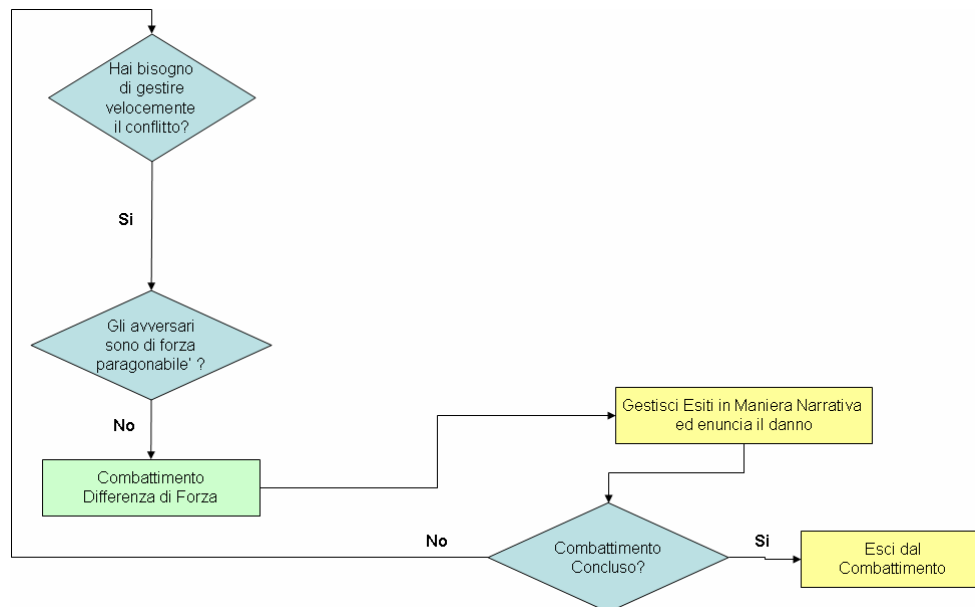 Hai bisogno
di gestire
velocemente
il conflitto?
Si
Gli avversari
sono di forza
paragonabile' ?
No
Combattimento
Differenza di Forza
Gestisci Esiti in Maniera Narrativa
ed enuncia il danno
Combattimento
Concluso?
No
Si
Esci dal
Combattimento